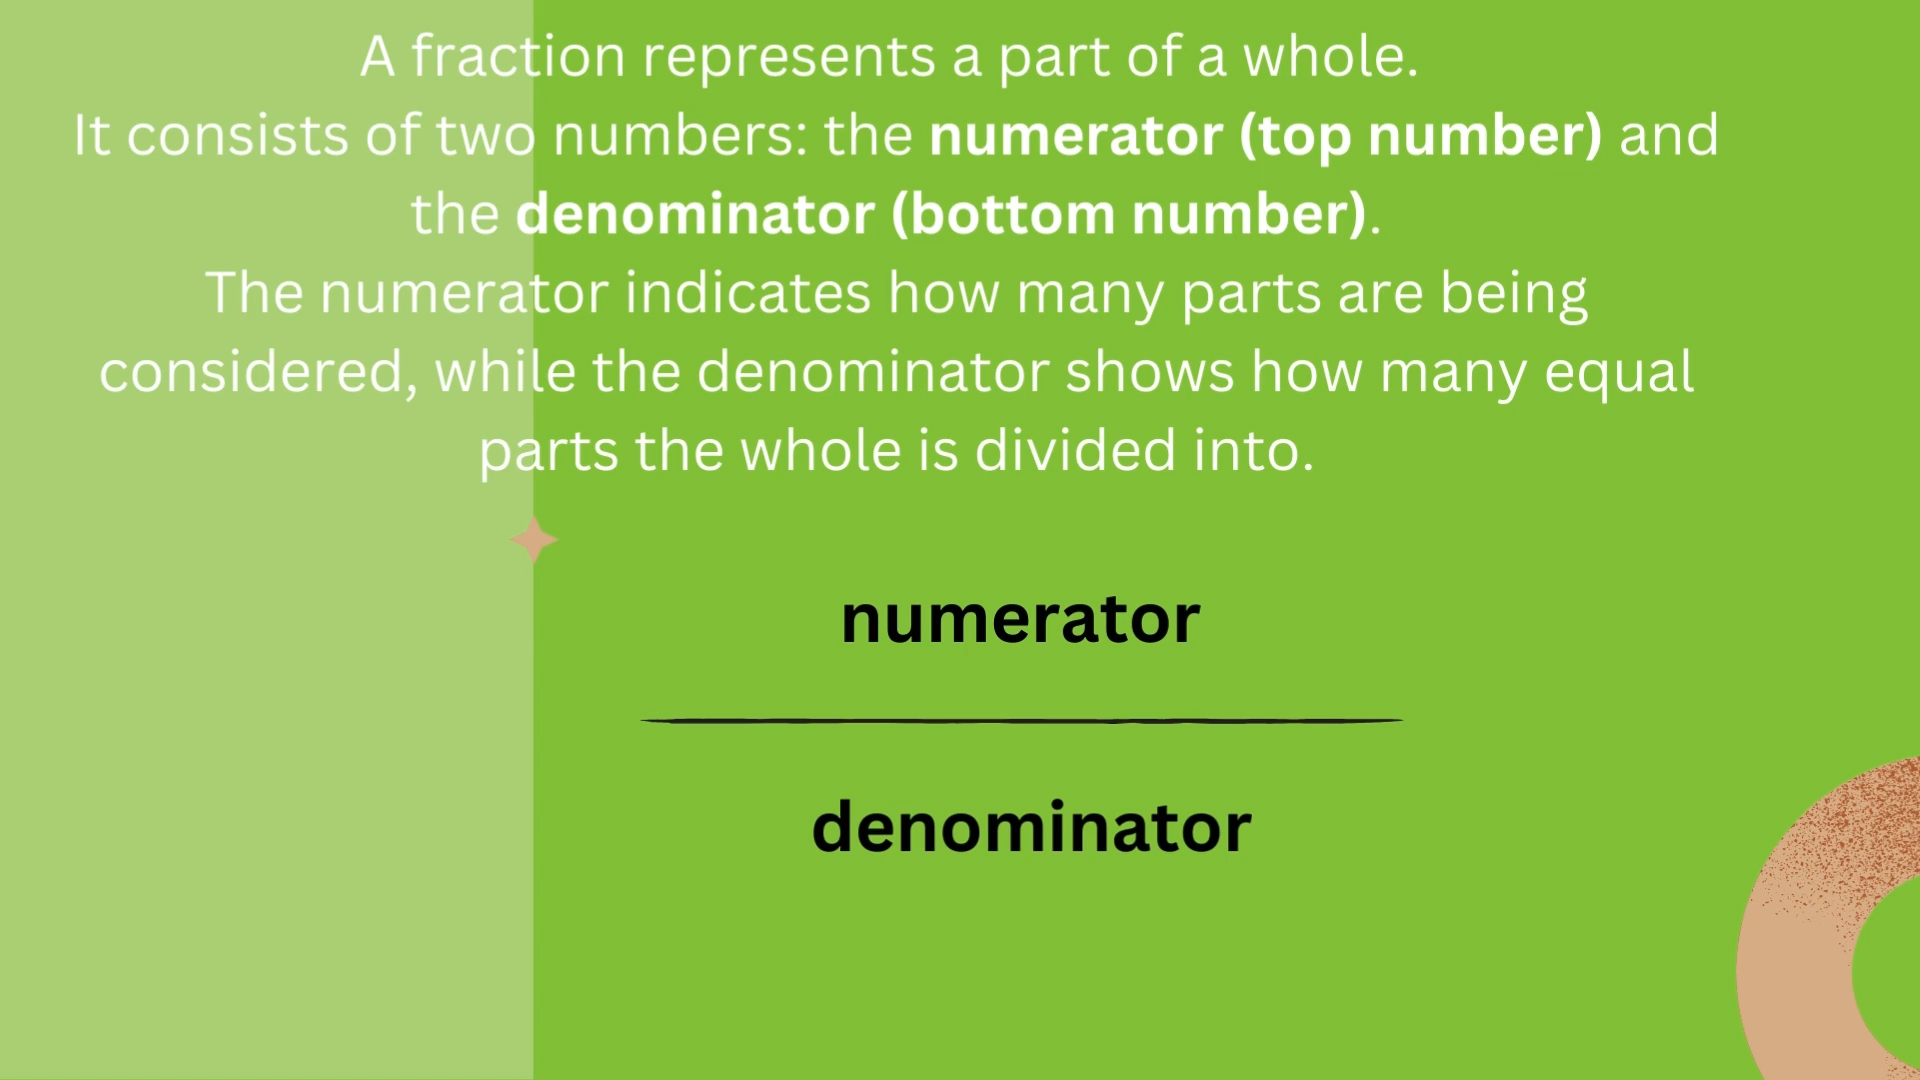 A fraction represents a part of a whole.
It consists of two numbers: the numerator (top number) and
the denominator (bottom number).
The numerator indicates how many parts are being
considered, while the denominator shows how many equal
parts the whole is divided into.
numerator
denominator